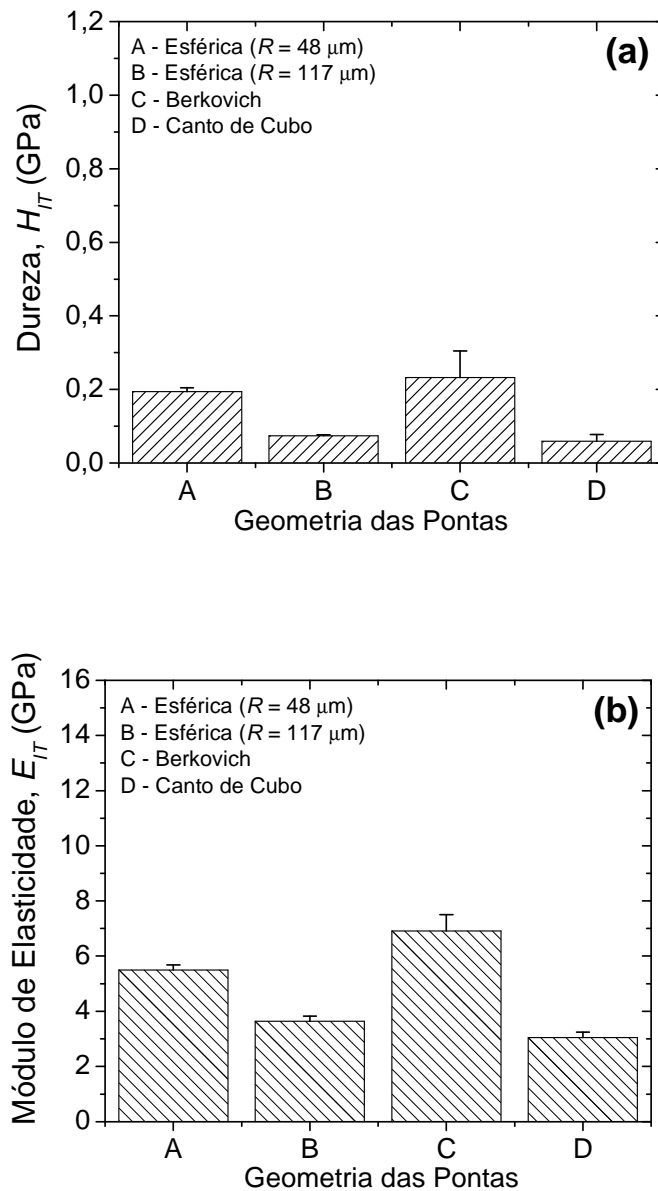 1,2
1,0
0,8
0,6
0,4
0,2
0,0
Dureza, H_IT (GPa)
A - Esférica (R = 48 μm)
B - Esférica (R = 117 μm)
C - Berkovich
D - Canto de Cubo
(a)
A B C D
Geometria das Pontas
16
14
12
10
8
6
4
2
0
Módulo de Elasticidade, E_IT (GPa)
A - Esférica (R = 48 μm)
B - Esférica (R = 117 μm)
C - Berkovich
D - Canto de Cubo
(b)
A B C D
Geometria das Pontas